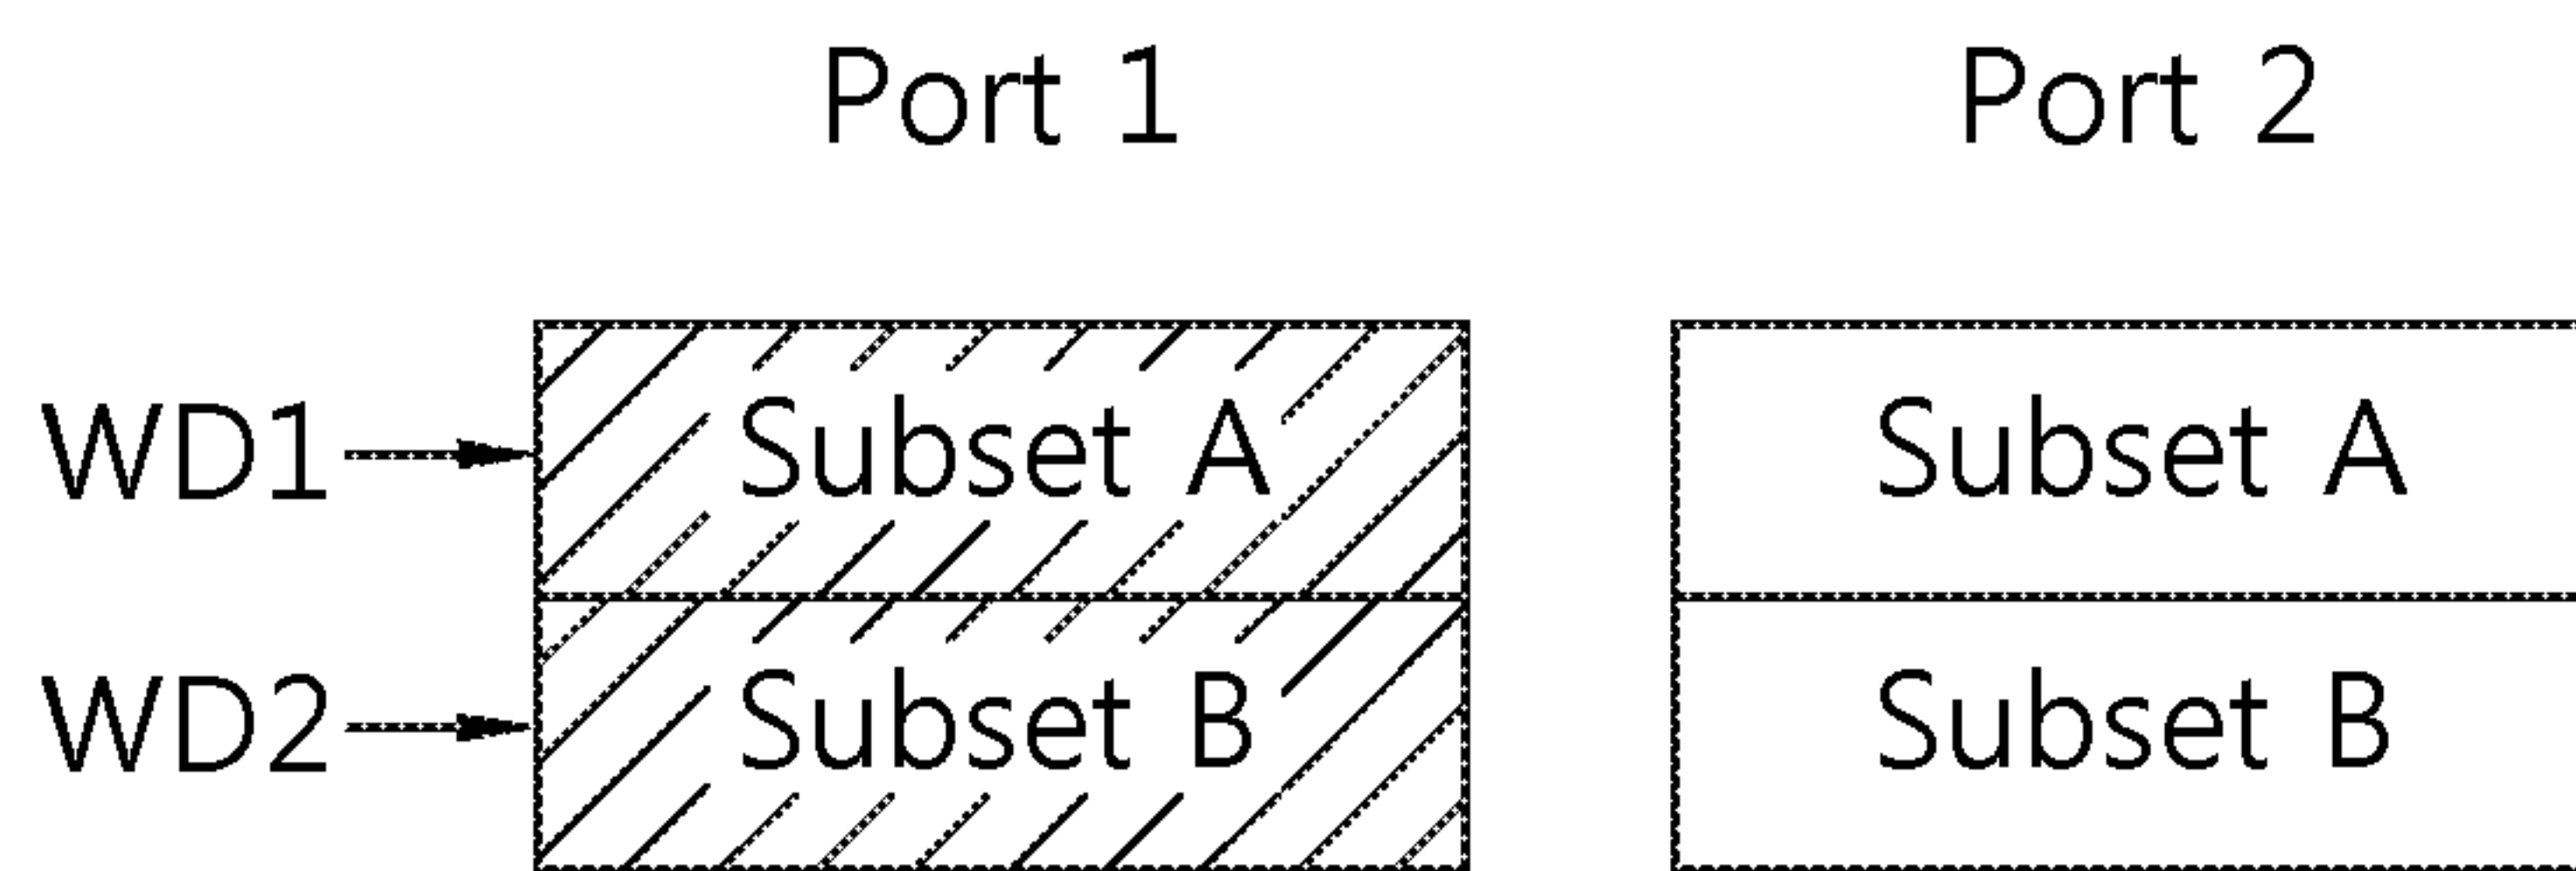 Port 1 Port 2
WD1 Subset A Subset A
WD2 Subset B Subset B